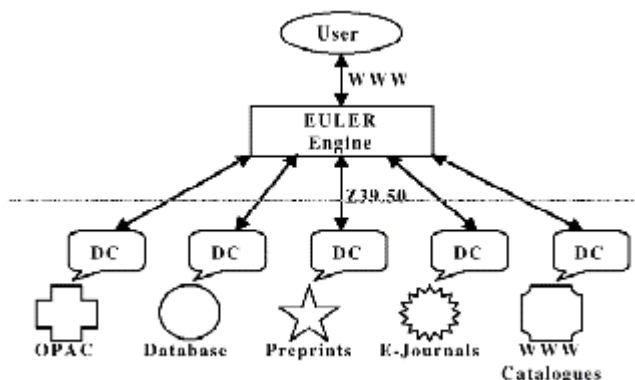 User
WWW
EULER
Engine
Z39.50
DC DC DC DC DC
OPAC Database Preprints E-Journals WWW
Catalogues